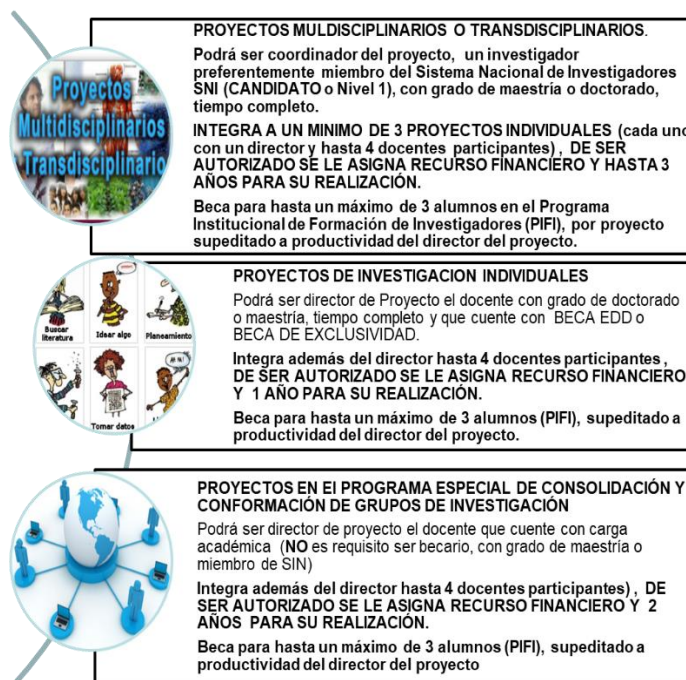 PROYECTOS MULDISCIPLINARIOS O TRANSDISCIPLINARIOS.
Podrá ser coordinador del proyecto, un investigador
preferentemente miembro del Sistema Nacional de Investigadores
SNI (CANDIDATO o Nivel 1), con grado de maestría o doctorado,
tiempo completo.
INTEGRA A UN MINIMO DE 3 PROYECTOS INDIVIDUALES (cada uno
con un director y hasta 4 docentes participantes) , DE SER
AUTORIZADO SE LE ASIGNA RECURSO FINANCIERO Y HASTA 3
AÑOS PARA SU REALIZACIÓN.
Beca para hasta un máximo de 3 alumnos en el Programa
Institucional de Formación de Investigadores (PIFI), por proyecto
supeditado a productividad del director del proyecto.
Proyectos
Multidisciplinarios
Transdisciplinario
PROYECTOS DE INVESTIGACION INDIVIDUALES
Podrá ser director de Proyecto el docente con grado de doctorado
o maestría, tiempo completo y que cuente con BECA EDD o
BECA DE EXCLUSIVIDAD.
Integra además del director hasta 4 docentes participantes ,
DE SER AUTORIZADO SE LE ASIGNA RECURSO FINANCIERO
Y 1 AÑO PARA SU REALIZACIÓN.
Beca para hasta un máximo de 3 alumnos (PIFI), supeditado a
productividad del director del proyecto.
Buscar
literatura
Idear algo
Planeamiento
Tomar datos
PROYECTOS EN El PROGRAMA ESPECIAL DE CONSOLIDACIÓN Y
CONFORMACIÓN DE GRUPOS DE INVESTIGACIÓN
Podrá ser director de proyecto el docente que cuente con carga
académica (NO es requisito ser becario, con grado de maestría o
miembro de SIN)
Integra además del director hasta 4 docentes participantes) , DE
SER AUTORIZADO SE LE ASIGNA RECURSO FINANCIERO Y 2
AÑOS PARA SU REALIZACIÓN.
Beca para hasta un máximo de 3 alumnos (PIFI), supeditado a
productividad del director del proyecto